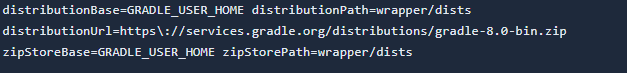 distributionBase=GRADLE_USER_HOME distributionPath=wrapper/dists
distributionUrl=https\://services.gradle.org/distributions/gradle-8.0-bin.zip
zipStoreBase=GRADLE_USER_HOME zipStorePath=wrapper/dists